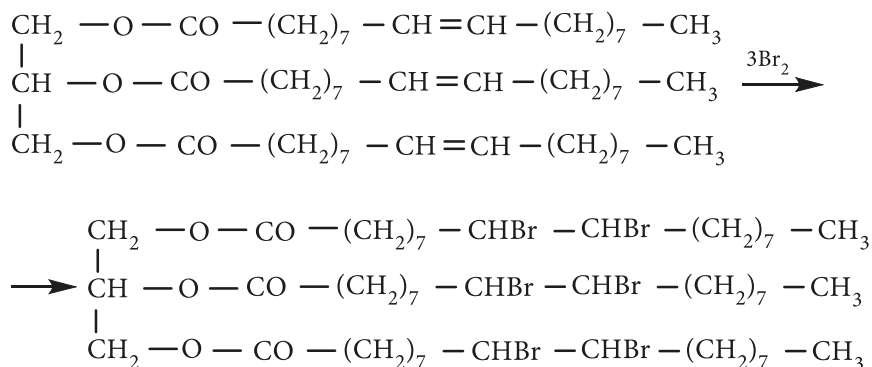 CH₂ — O — CO — (CH₂)₇ — CH = CH — (CH₂)₇ — CH₃
CH — O — CO — (CH₂)₇ — CH = CH — (CH₂)₇ — CH₃ 3Br₂
CH₂ — O — CO — (CH₂)₇ — CH = CH — (CH₂)₇ — CH₃
CH₂ — O — CO — (CH₂)₇ — CHBr — CHBr — (CH₂)₇ — CH₃
CH — O — CO — (CH₂)₇ — CHBr — CHBr — (CH₂)₇ — CH₃
CH₂ — O — CO — (CH₂)₇ — CHBr — CHBr — (CH₂)₇ — CH₃